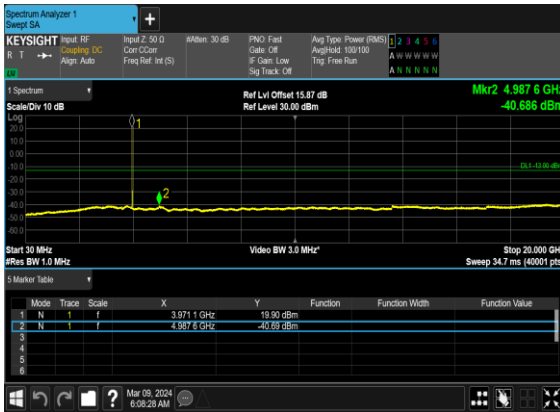 Spectrum Analyzer 1
Swept SA
+
KEYSIGHT Input: RF Input Z: 50 Ω #Atten: 30 dB PNO: Fast Avg Type: Power (RMS) 1 2 3 4 5 6
R T Coupling: DC Corr CCorr Gate: Off Avg|Hold: 100/100 A W W W W W
Align: Auto Freq Ref: Int (S) IF Gain: Low Trig: Free Run
LXI Sig Track: Off A N N N N N
1 Spectrum Ref Lvl Offset 15.87 dB Mkr2 4.987 6 GHz
Scale/Div 10 dB Ref Level 30.00 dBm -40.686 dBm
Log
20.0
10.0
0.00
-10.0
-20.0
-30.0
-40.0
-50.0
-60.0
1
2
DL1 -13.00 dBm
Start 30 MHz Video BW 3.0 MHz* Stop 20.000 GHz
#Res BW 1.0 MHz Sweep 34.7 ms (40001 pts)
5 Marker Table
Mode Trace Scale X Y Function Function Width Function Value
1 N 1 f 3.971 1 GHz 19.90 dBm
2 N 1 f 4.987 6 GHz -40.69 dBm
3
4
5
6
? Mar 09, 2024
6:08:28 AM